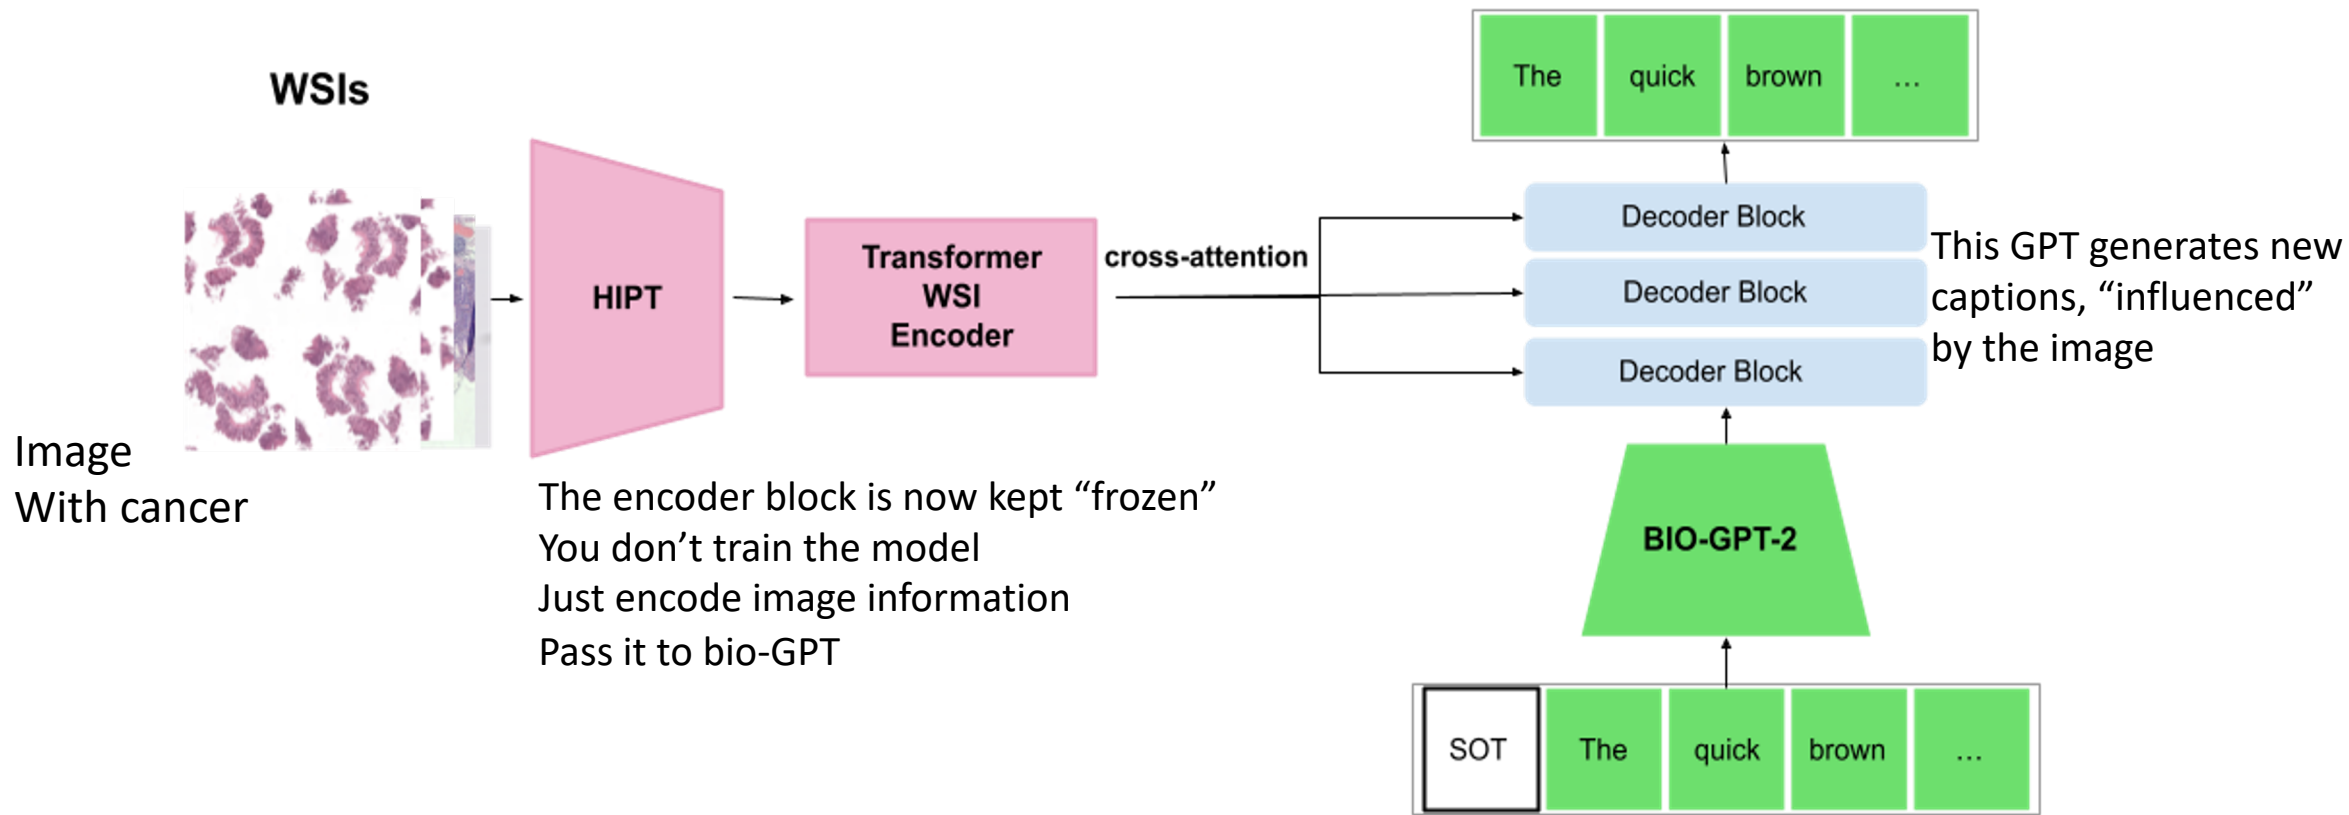 WSIs
Image
With cancer
HIPT
The encoder block is now kept “frozen”
You don’t train the model
Just encode image information
Pass it to bio-GPT
Transformer
WSI
Encoder
cross-attention
The quick brown ...
Decoder Block
Decoder Block
Decoder Block
This GPT generates new
captions, “influenced”
by the image
BIO-GPT-2
SOT The quick brown ...